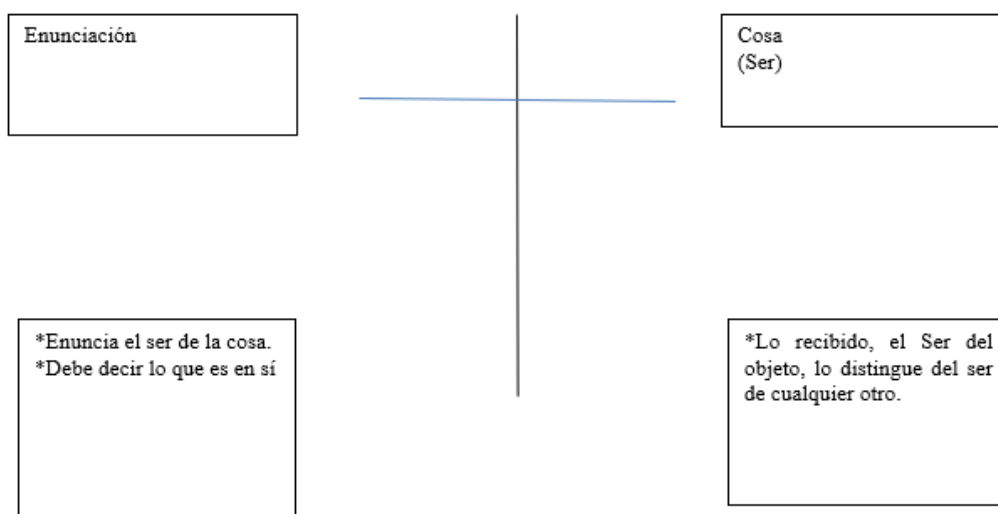 Enunciación
Cosa
(Ser)
*Enuncia el ser de la cosa.
*Debe decir lo que es en sí
*Lo recibido, el Ser del
objeto, lo distingue del ser
de cualquier otro.